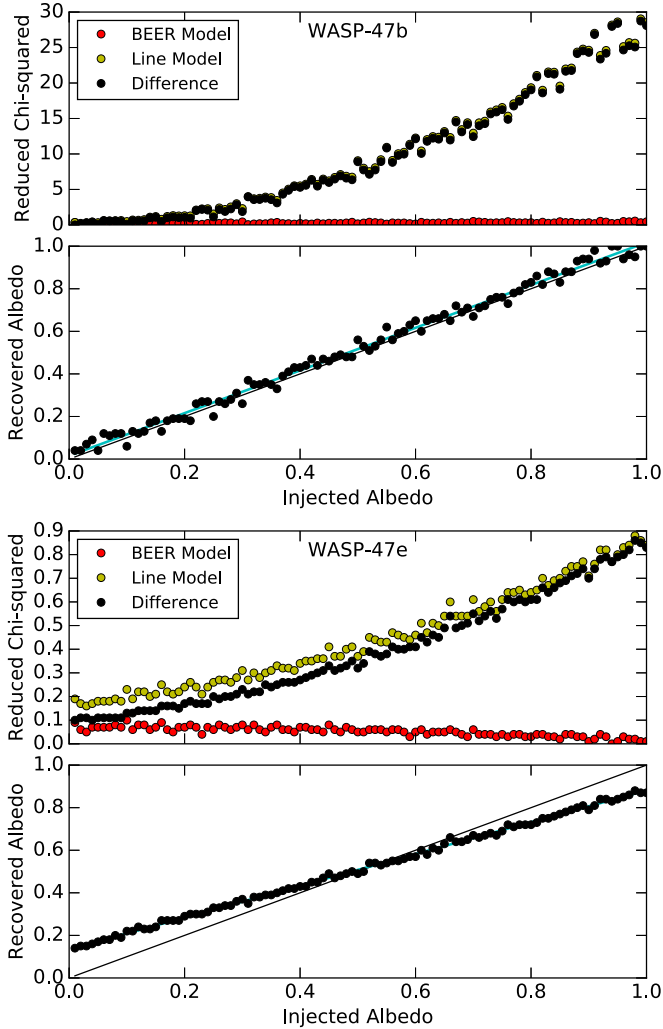 WASP-47b
BEER Model
Line Model
Difference
Reduced Chi-squared
30
25
20
15
10
5
0
Recovered Albedo
1.0
0.8
0.6
0.4
0.2
0.0
0.0 0.2 0.4 0.6 0.8 1.0
Injected Albedo
WASP-47e
BEER Model
Line Model
Difference
Reduced Chi-squared
0.9
0.8
0.7
0.6
0.5
0.4
0.3
0.2
0.1
0.0
Recovered Albedo
1.0
0.8
0.6
0.4
0.2
0.0
0.0 0.2 0.4 0.6 0.8 1.0
Injected Albedo